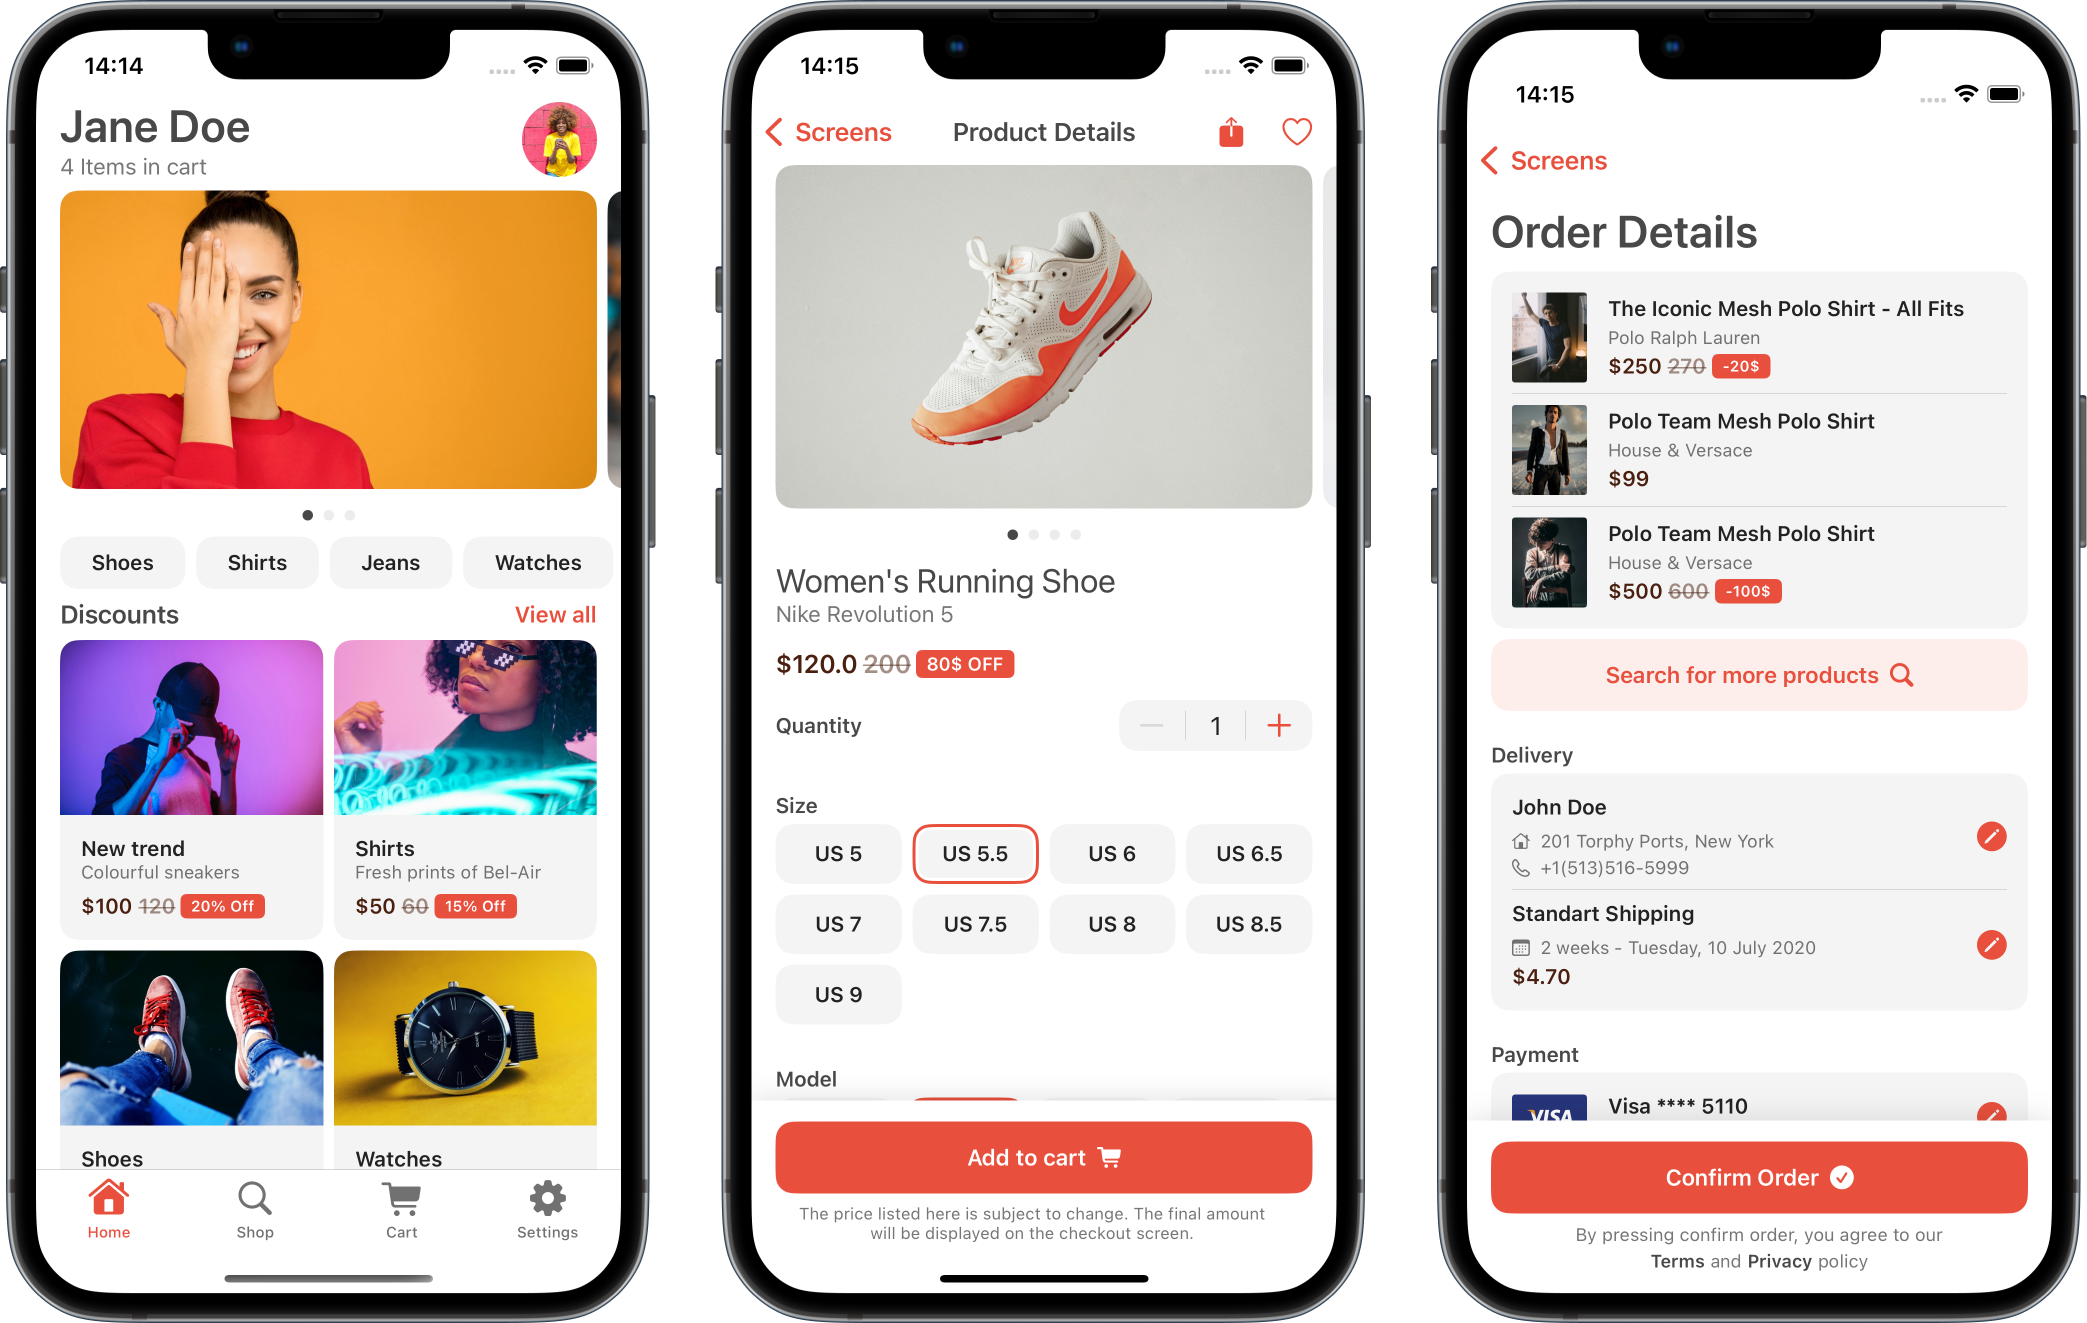 14:14
Jane Doe
4 Items in cart
Shoes
Shirts
Jeans
Watches
Discounts
View all
New trend
Colourful sneakers
$100 120 20% Off
Shirts
Fresh prints of Bel-Air
$50 60 15% Off
Shoes
Watches
Home
Shop
Cart
Settings
14:15
Screens
Product Details
Women's Running Shoe
Nike Revolution 5
$120.0 200 80$ OFF
Quantity
1
Size
US 5
US 5.5
US 6
US 6.5
US 7
US 7.5
US 8
US 8.5
US 9
Model
Add to cart
The price listed here is subject to change. The final amount
will be displayed on the checkout screen.
14:15
Screens
Order Details
The Iconic Mesh Polo Shirt - All Fits
Polo Ralph Lauren
$250 270 -20$
Polo Team Mesh Polo Shirt
House & Versace
$99
Polo Team Mesh Polo Shirt
House & Versace
$500 600 -100$
Search for more products
Delivery
John Doe
201 Torphy Ports, New York
+1(513)516-5999
Standart Shipping
2 weeks - Tuesday, 10 July 2020
$4.70
Payment
VISA
Visa **** 5110
Confirm Order
By pressing confirm order, you agree to our
Terms and Privacy policy